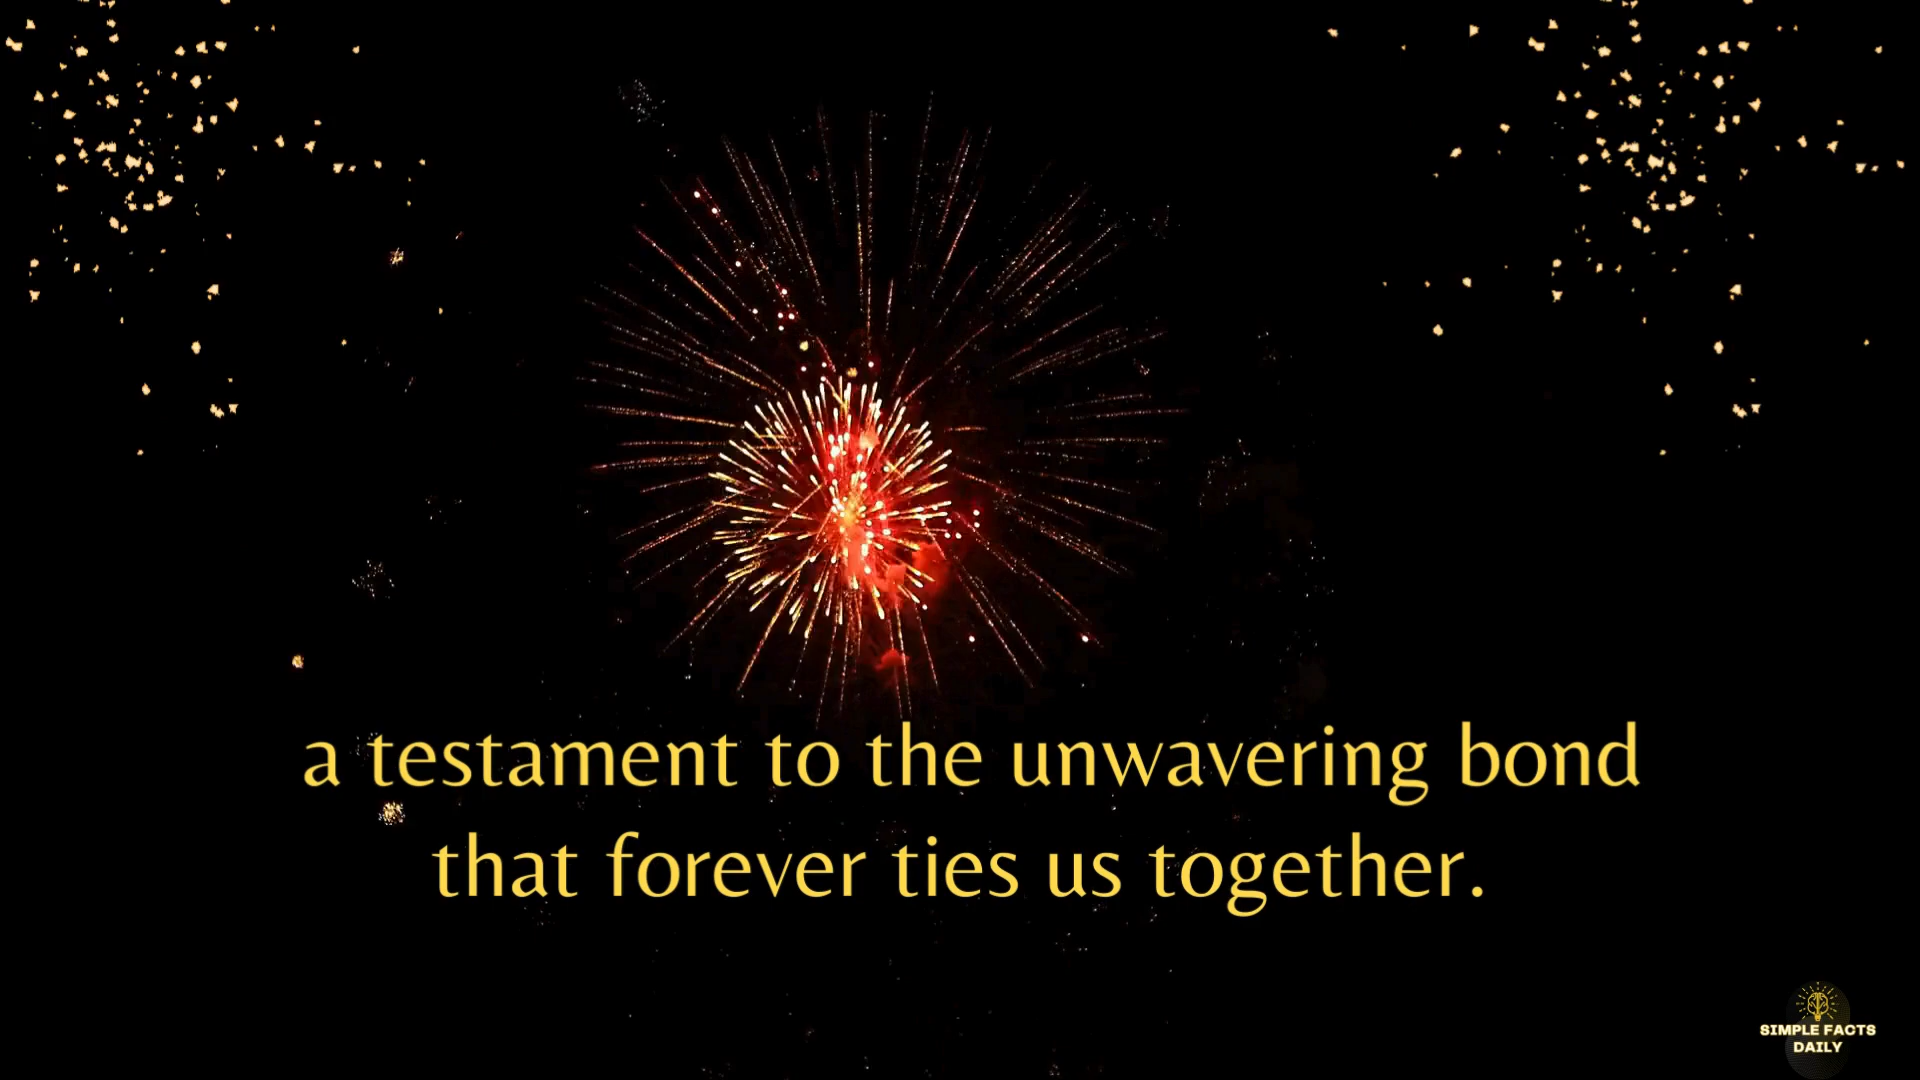 a testament to the unwavering bond
that forever ties us together.
SIMPLE FACTS
DAILY